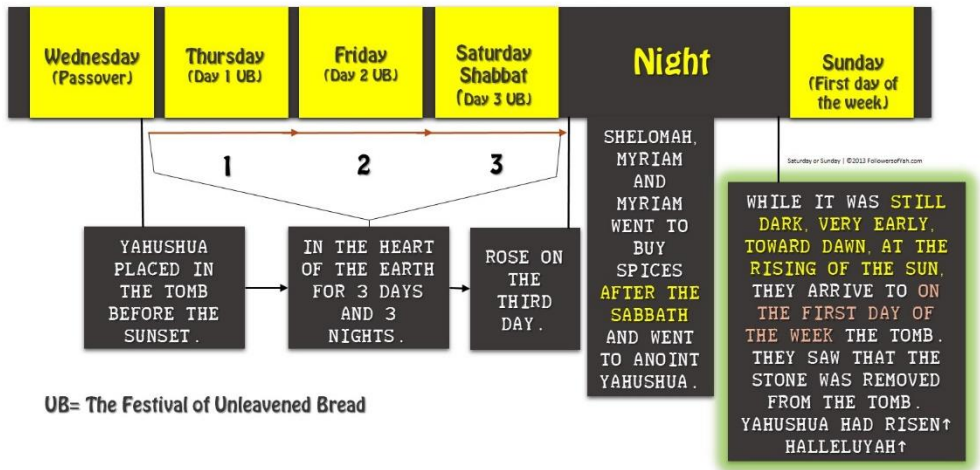 Wednesday
(Passover)
Thursday
(Day 1 UB)
Friday
(Day 2 UB)
Saturday
Shabbat
(Day 3 UB)
Night
Sunday
(First day of
the week)
1
2
3
YAHUSHUA
PLACED IN
THE TOMB
BEFORE THE
SUNSET.
IN THE HEART
OF THE EARTH
FOR 3 DAYS
AND 3
NIGHTS.
ROSE ON
THE
THIRD
DAY.
SHELOMAH,
MYRIAM
AND
MYRIAM
WENT TO
BUY
SPICES
AFTER THE
SABBATH
AND WENT
TO ANOINT
YAHUSHUA.
Saturday or Sunday | ©2013 FollowersofYah.com
WHILE IT WAS STILL
DARK, VERY EARLY,
TOWARD DAWN, AT THE
RISING OF THE SUN,
THEY ARRIVE TO ON
THE FIRST DAY OF
THE WEEK THE TOMB.
THEY SAW THAT THE
STONE WAS REMOVED
FROM THE TOMB.
YAHUSHUA HAD RISEN↑
HALLELUYAH↑
UB= The Festival of Unleavened Bread